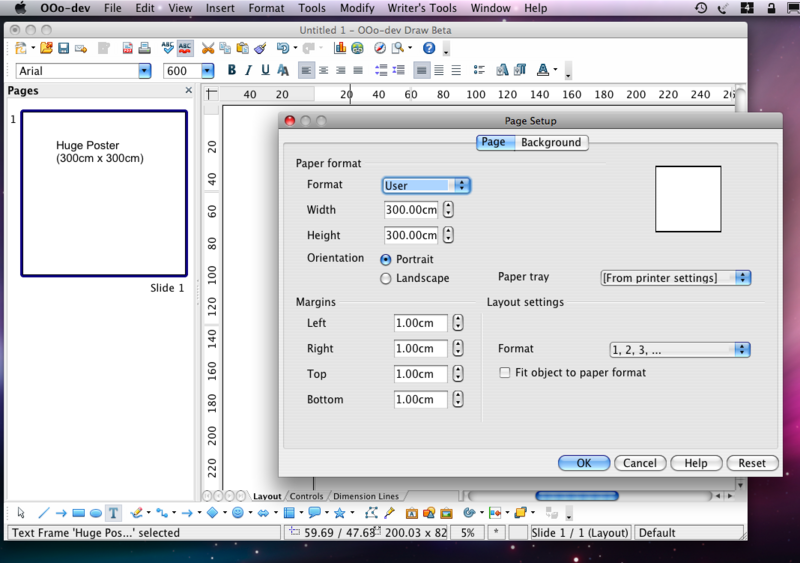 OOo-dev File Edit View Insert Format Tools Modify Writer's Tools Window Help
Untitled 1 - OOo-dev Draw Beta
Arial 600 B I U
Pages
40 20 20 40 60 80 100 120 140 160 180 200 220 240
1
Huge Poster
(300cm x 300cm)
Slide 1
20
40
60
80
100
120
140
160
180
200
220
Page Setup
Page Background
Paper format
Format User
Width 300.00cm
Height 300.00cm
Orientation Portrait
Landscape
Paper tray [From printer settings]
Margins
Left 1.00cm
Right 1.00cm
Top 1.00cm
Bottom 1.00cm
Layout settings
Format 1, 2, 3, ...
Fit object to paper format
OK Cancel Help Reset
Layout Controls Dimension Lines
Text Frame 'Huge Pos...' selected 59.69 / 47.63 200.03 x 82 5% * Slide 1 / 1 (Layout) Default